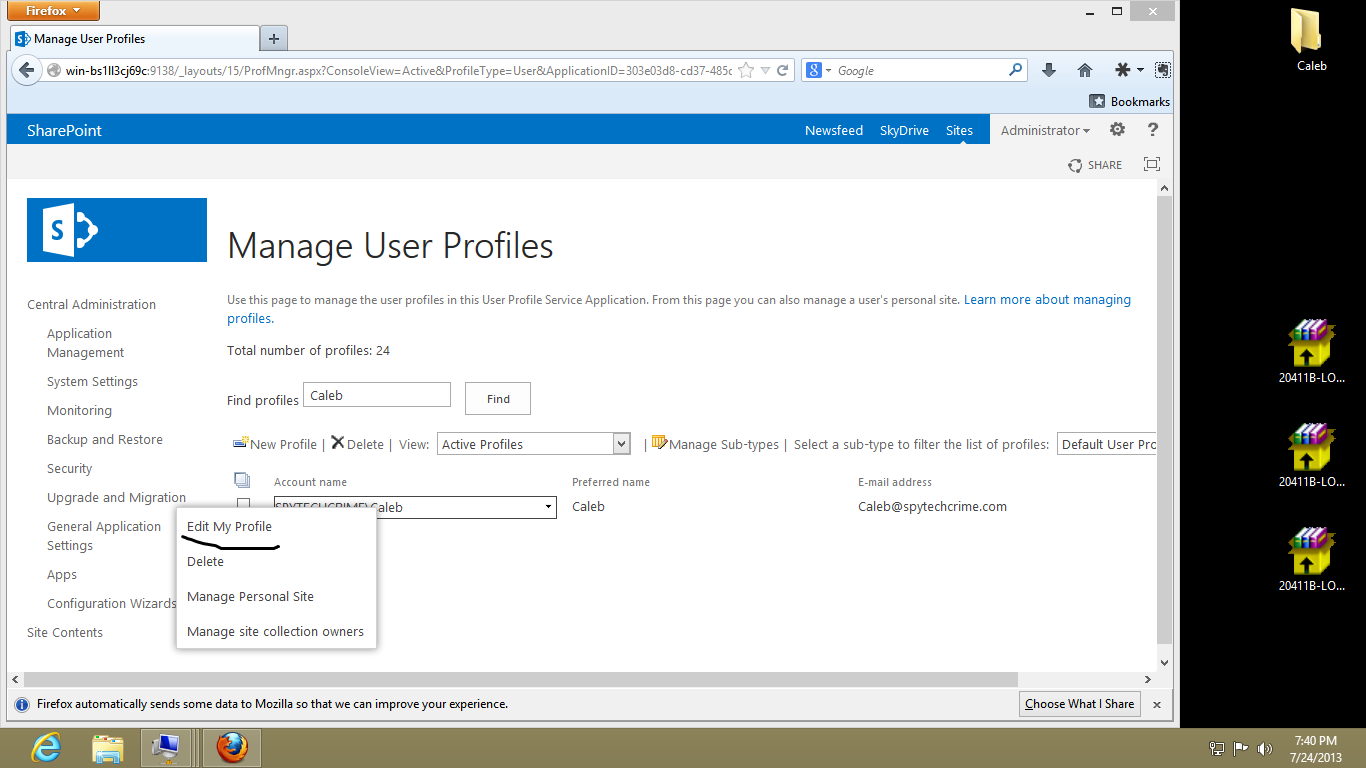 Firefox
Manage User Profiles
win-bs1ll3cj69c:9138/_layouts/15/ProfMngr.aspx?ConsoleView=Active&ProfileType=User&ApplicationID=303e03d8-cd37-485c
Google
Bookmarks
SharePoint
Newsfeed SkyDrive Sites Administrator ?
SHARE
Manage User Profiles
Use this page to manage the user profiles in this User Profile Service Application. From this page you can also manage a user's personal site. Learn more about managing
profiles.
Total number of profiles: 24
Find profiles Caleb Find
New Profile | Delete | View: Active Profiles | Manage Sub-types | Select a sub-type to filter the list of profiles: Default User Pro
Account name Preferred name E-mail address
SPYTECHCRIME\Caleb Caleb Caleb@spytechcrime.com
Central Administration
Application
Management
System Settings
Monitoring
Backup and Restore
Security
Upgrade and Migration
General Application
Settings
Apps
Configuration Wizards
Site Contents
Edit My Profile
Delete
Manage Personal Site
Manage site collection owners
Firefox automatically sends some data to Mozilla so that we can improve your experience.
Choose What I Share
Caleb
20411B-LO...
20411B-LO...
20411B-LO...
7:40 PM
7/24/2013